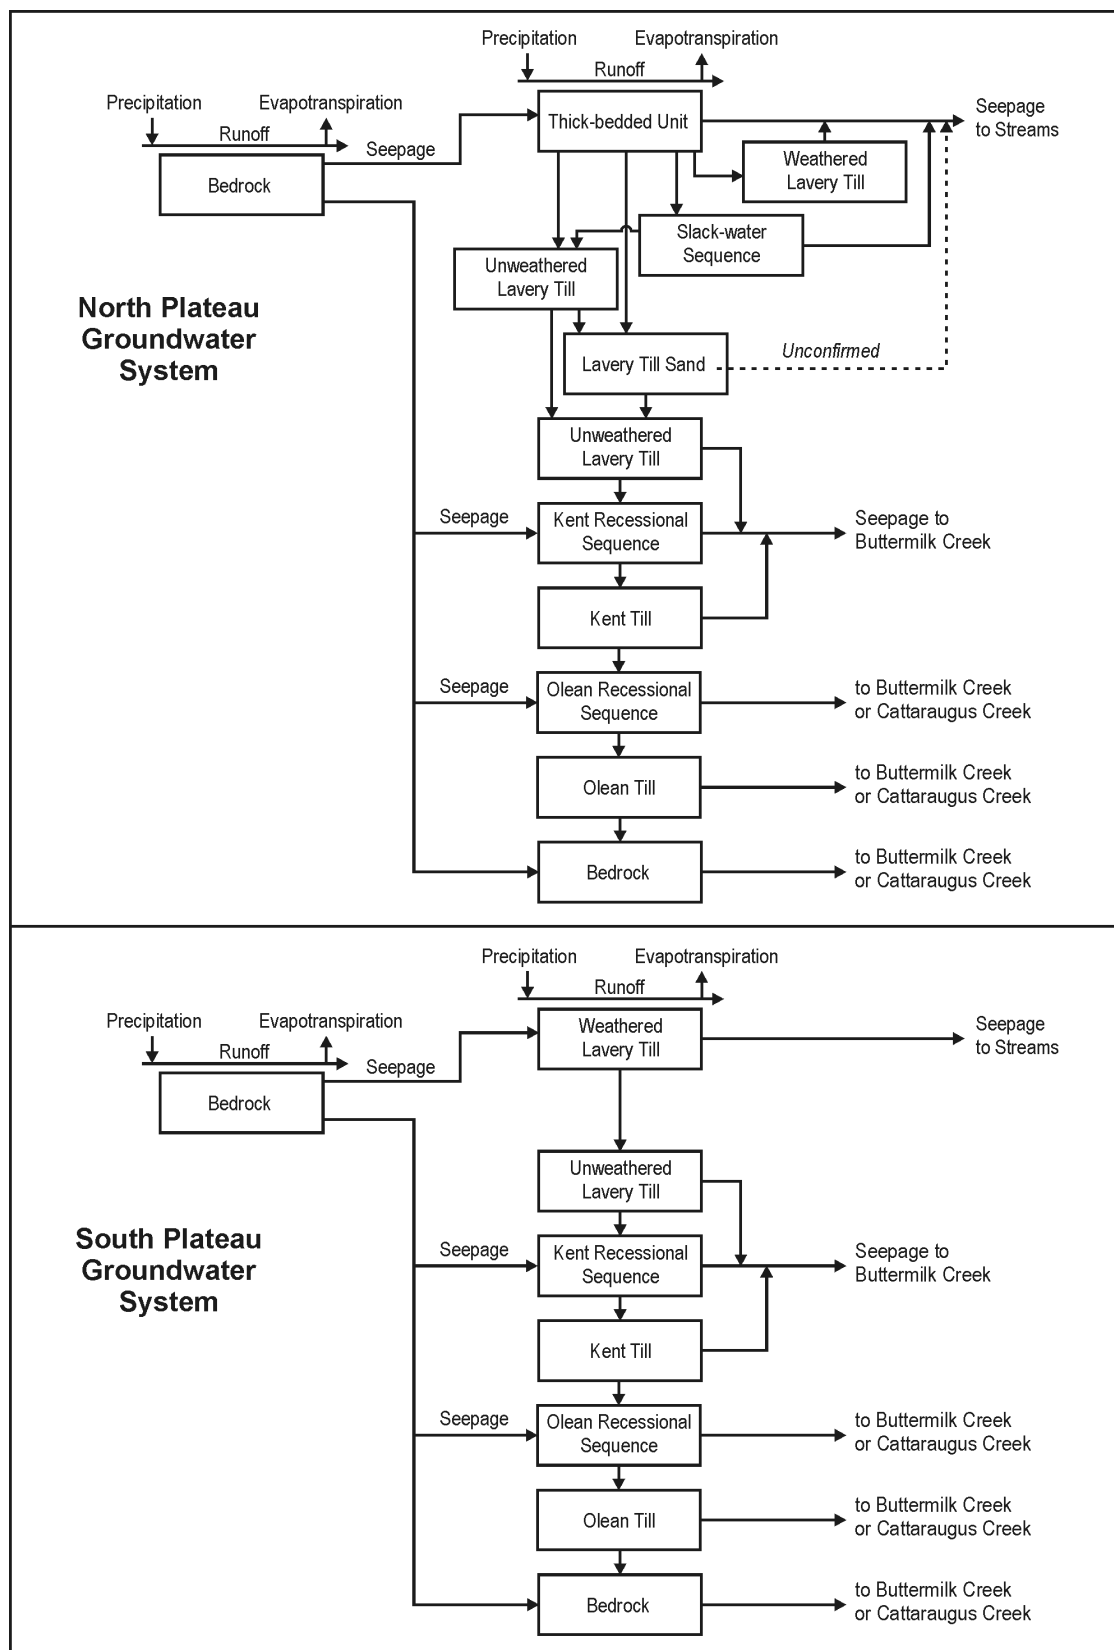 Precipitation
Evapotranspiration
Runoff
Precipitation
Evapotranspiration
Runoff
Seepage
Bedrock
Thick-bedded Unit
Seepage
to Streams
Weathered
Lavery Till
Slack-water
Sequence
Unweathered
Lavery Till
North Plateau
Groundwater
System
Lavery Till Sand
Unconfirmed
Unweathered
Lavery Till
Seepage
Kent Recessional
Sequence
Seepage to
Buttermilk Creek
Kent Till
Seepage
Olean Recessional
Sequence
to Buttermilk Creek
or Cattaraugus Creek
Olean Till
to Buttermilk Creek
or Cattaraugus Creek
Bedrock
to Buttermilk Creek
or Cattaraugus Creek
Precipitation
Evapotranspiration
Runoff
Precipitation
Evapotranspiration
Runoff
Seepage
Bedrock
Weathered
Lavery Till
Seepage
to Streams
Unweathered
Lavery Till
South Plateau
Groundwater
System
Seepage
Kent Recessional
Sequence
Seepage to
Buttermilk Creek
Kent Till
Seepage
Olean Recessional
Sequence
to Buttermilk Creek
or Cattaraugus Creek
Olean Till
to Buttermilk Creek
or Cattaraugus Creek
Bedrock
to Buttermilk Creek
or Cattaraugus Creek